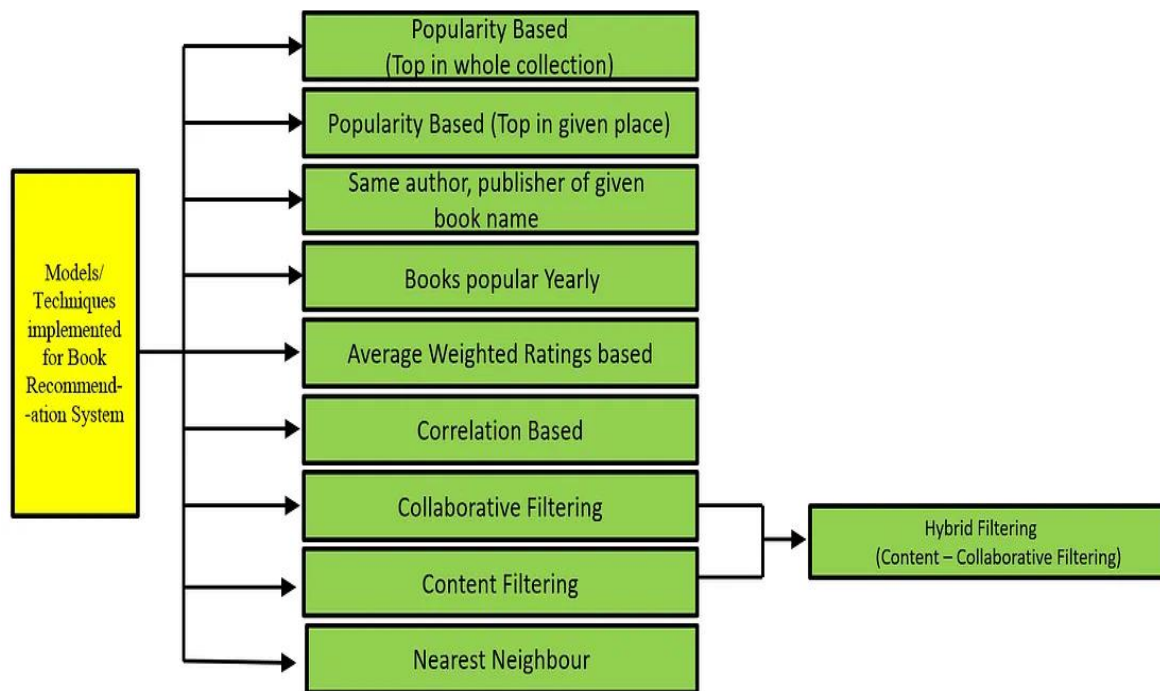 Models/
Techniques
implemented
for Book
Recommend-
-ation System
Popularity Based
(Top in whole collection)
Popularity Based (Top in given place)
Same author, publisher of given
book name
Books popular Yearly
Average Weighted Ratings based
Correlation Based
Collaborative Filtering
Content Filtering
Nearest Neighbour
Hybrid Filtering
(Content – Collaborative Filtering)